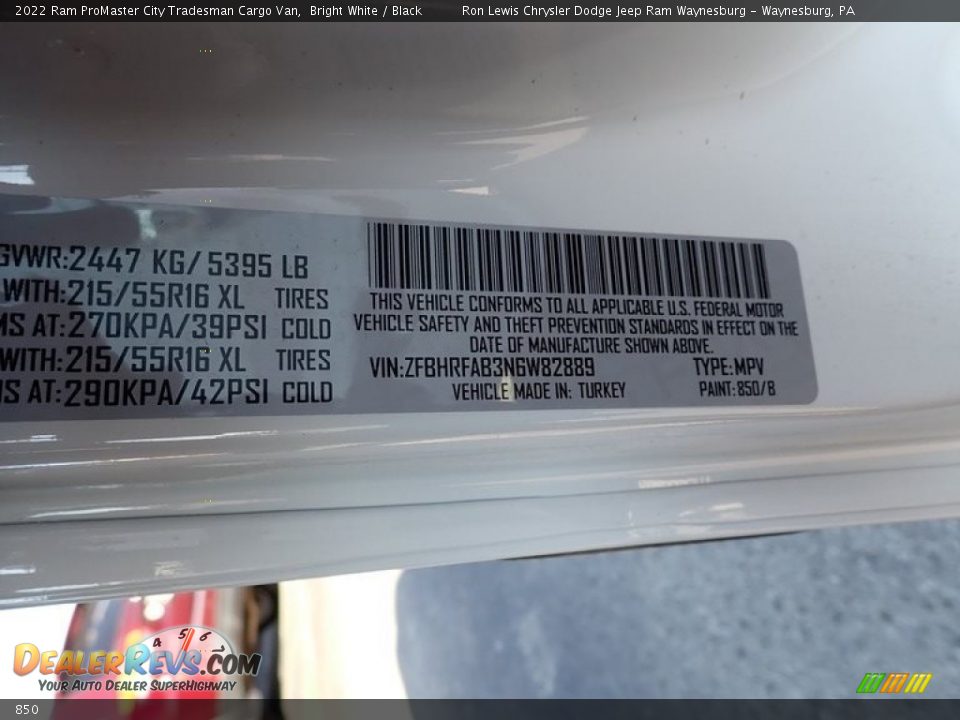 2022 Ram ProMaster City Tradesman Cargo Van, Bright White / Black Ron Lewis Chrysler Dodge Jeep Ram Waynesburg - Waynesburg, PA
GVWR:2447 KG/5395 LB
WITH:215/55R16 XL TIRES
MS AT:270KPA/39PSI COLD
WITH:215/55R16 XL TIRES
MS AT:290KPA/42PSI COLD
THIS VEHICLE CONFORMS TO ALL APPLICABLE U.S. FEDERAL MOTOR
VEHICLE SAFETY AND THEFT PREVENTION STANDARDS IN EFFECT ON THE
DATE OF MANUFACTURE SHOWN ABOVE.
VIN:ZFBHRFAB3N6W82889 TYPE:MPV
VEHICLE MADE IN: TURKEY PAINT:850/B
4 5 6 7
DEALERREVS.COM
YOUR AUTO DEALER SUPERHIGHWAY
850